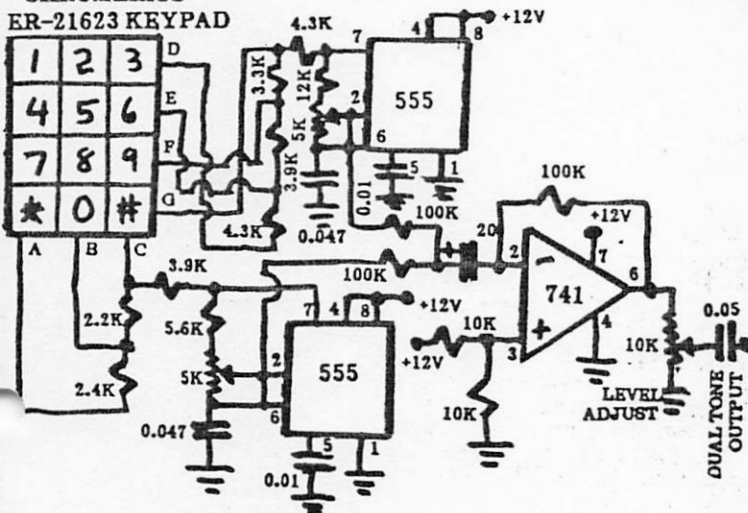 ER-21623 KEYPAD
1 2 3
4 5 6
7 8 9
* 0 #
D
E
F
G
A B C
4.3K
3.3K
12K
5K
3.9K
4.3K
0.047
7
4
8
+12V
2
555
6
5
1
0.01
100K
100K
+
20
100K
+12V
2
-
7
6
741
+
3
4
10K
0.05
LEVEL
ADJUST
DUAL TONE
OUTPUT
3.9K
2.2K
2.4K
5.6K
5K
0.047
7
4
8
+12V
2
555
6
5
1
0.01
+12V
10K
10K